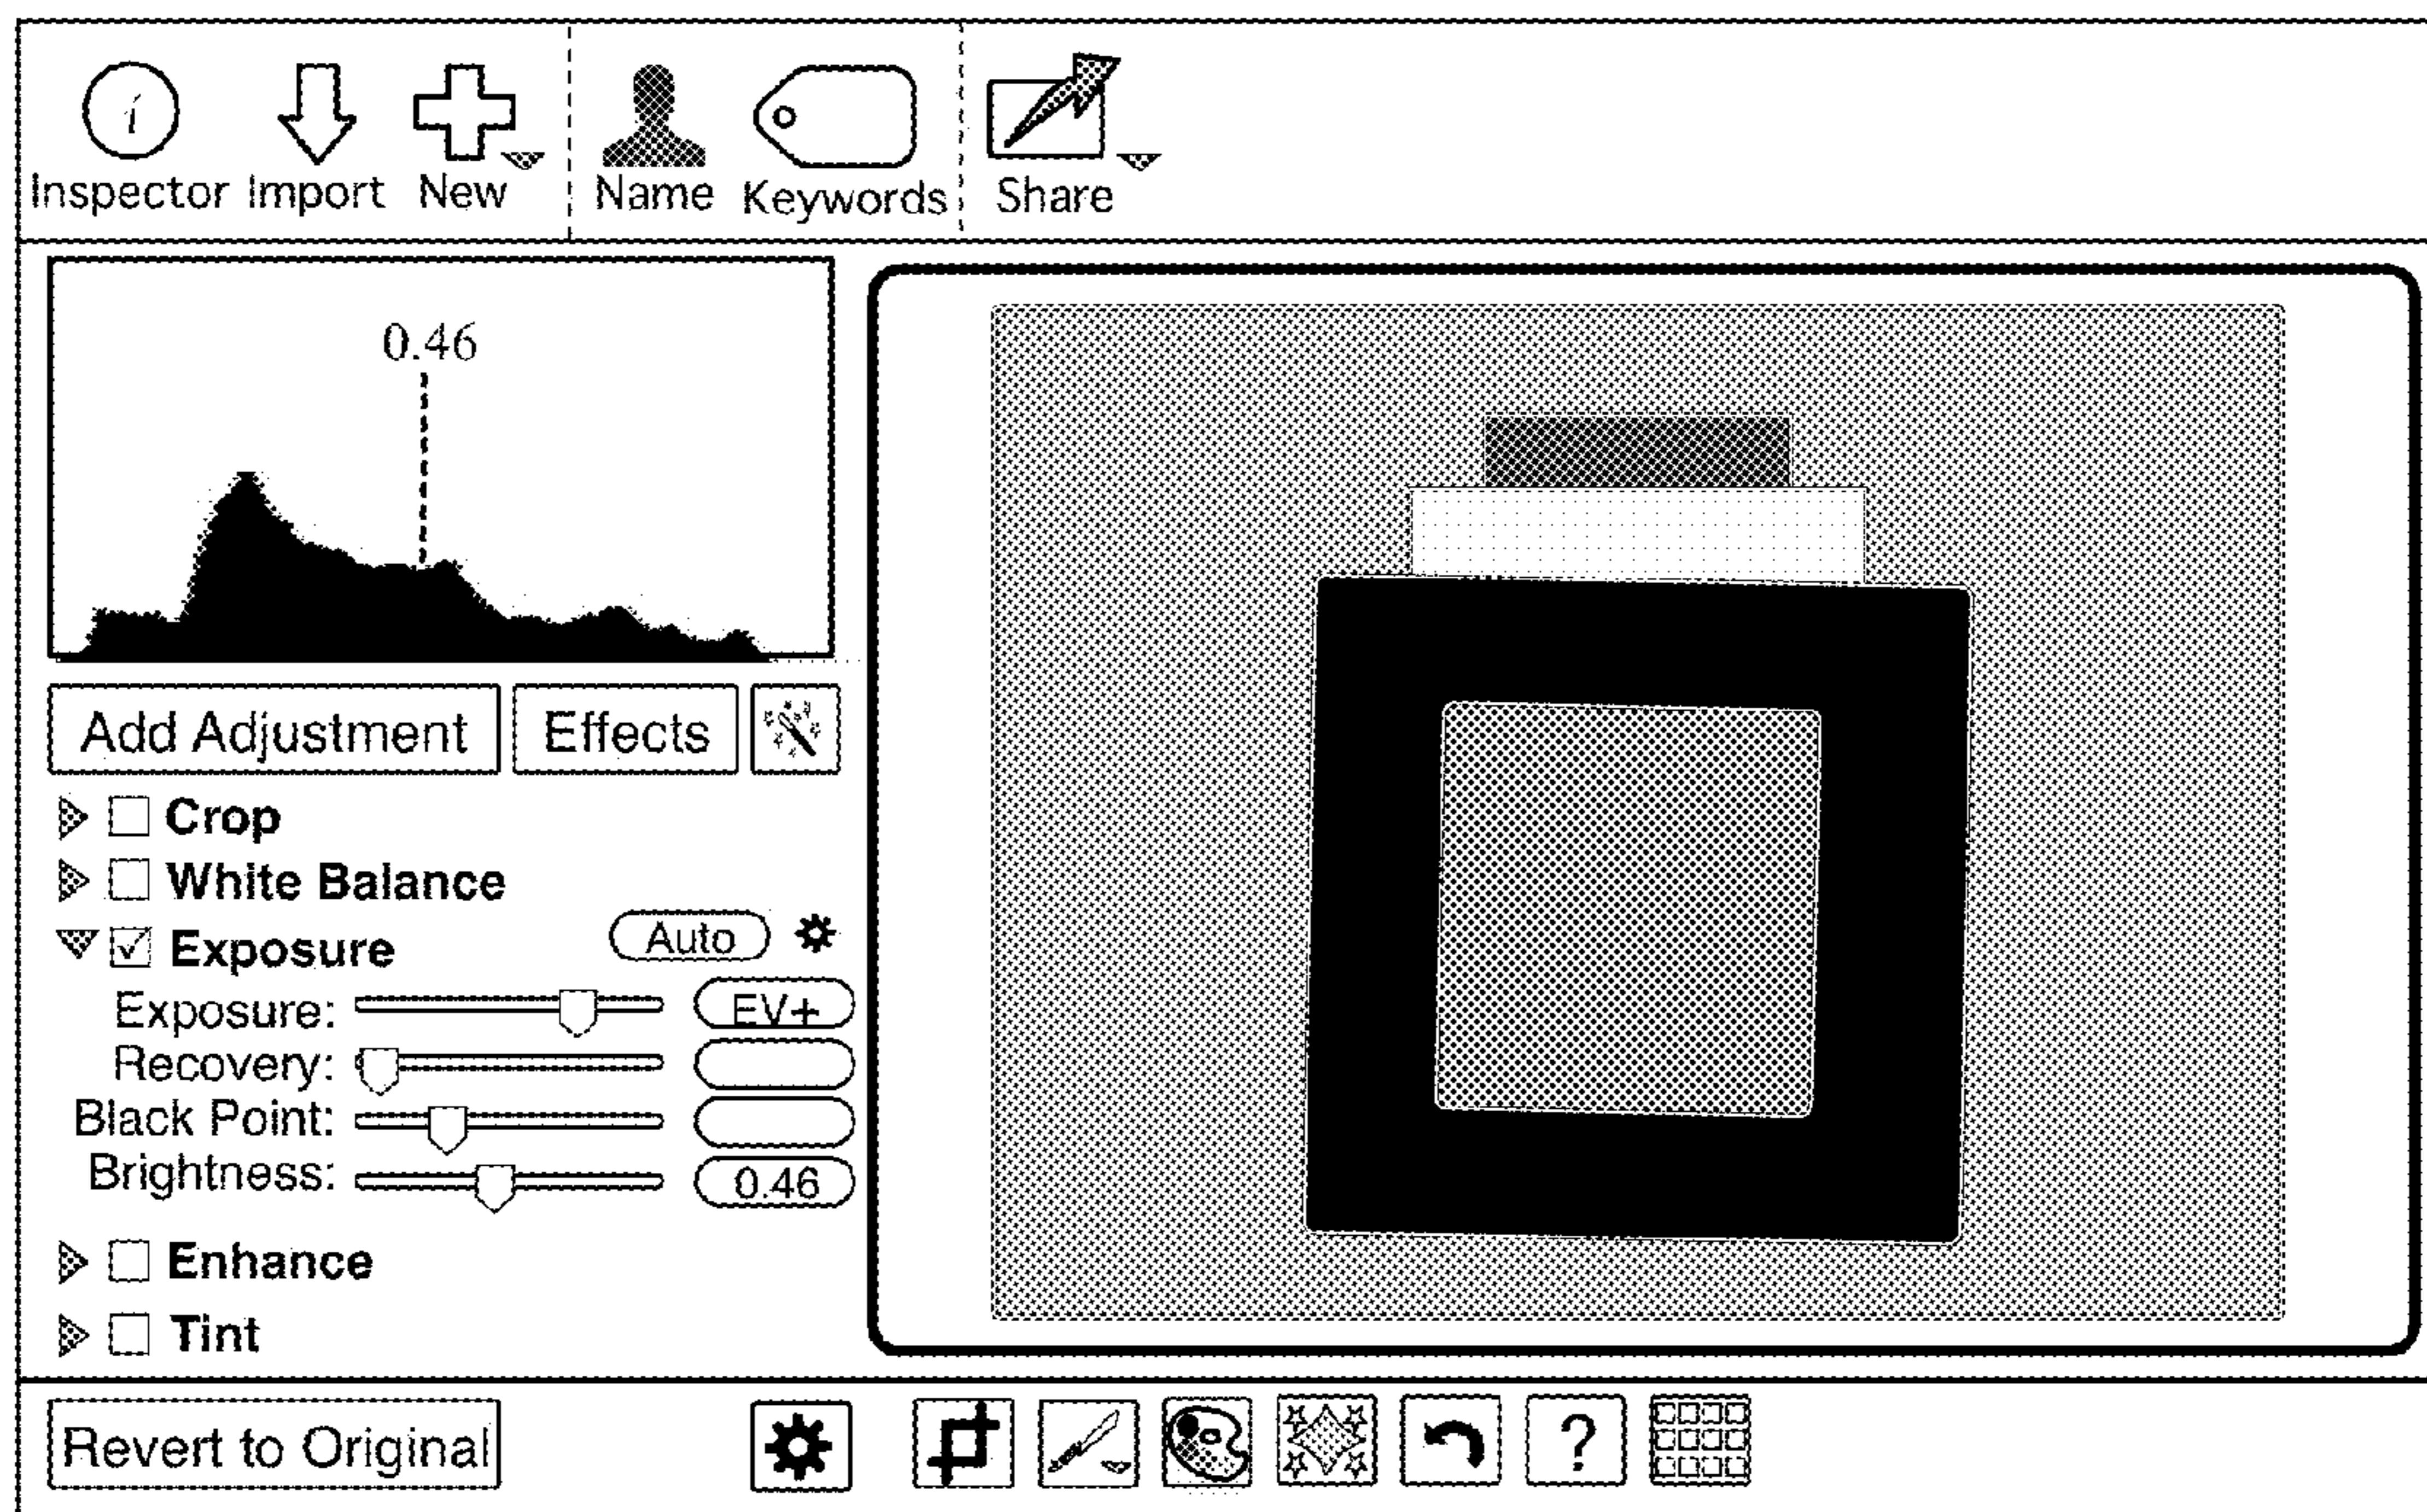 i
Inspector Import New Name Keywords Share
0.46
Add Adjustment Effects
Crop
White Balance
Exposure Auto
Exposure: EV+
Recovery:
Black Point:
Brightness: 0.46
Enhance
Tint
Revert to Original ?